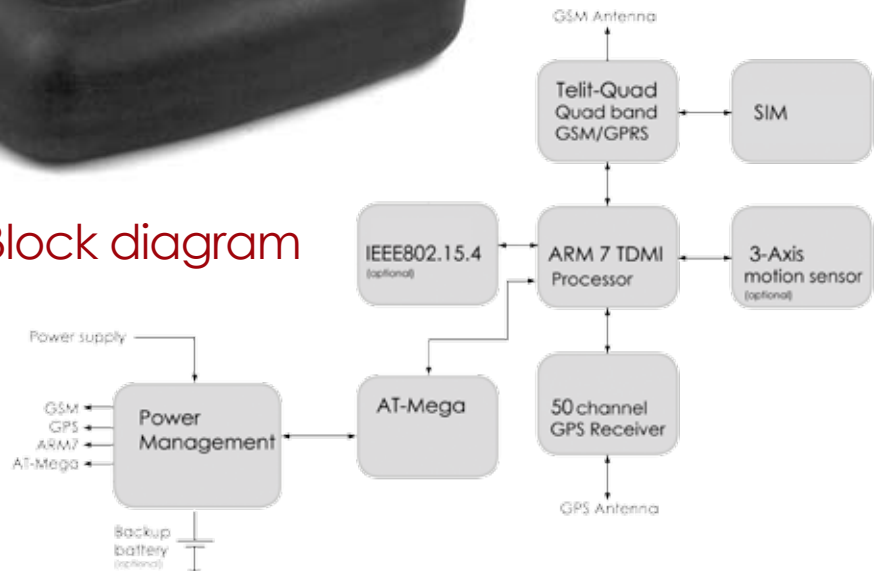 GSM Antenna
Telit-Quad
Quad band
GSM/GPRS
SIM
Block diagram
IEEE802.15.4
(optional)
ARM 7 TDMI
Processor
3-Axis
motion sensor
(optional)
Power supply
GSM
GPS
ARM7
AT-Mega
Power
Management
AT-Mega
50 channel
GPS Receiver
GPS Antenna
Backup
battery
(optional)